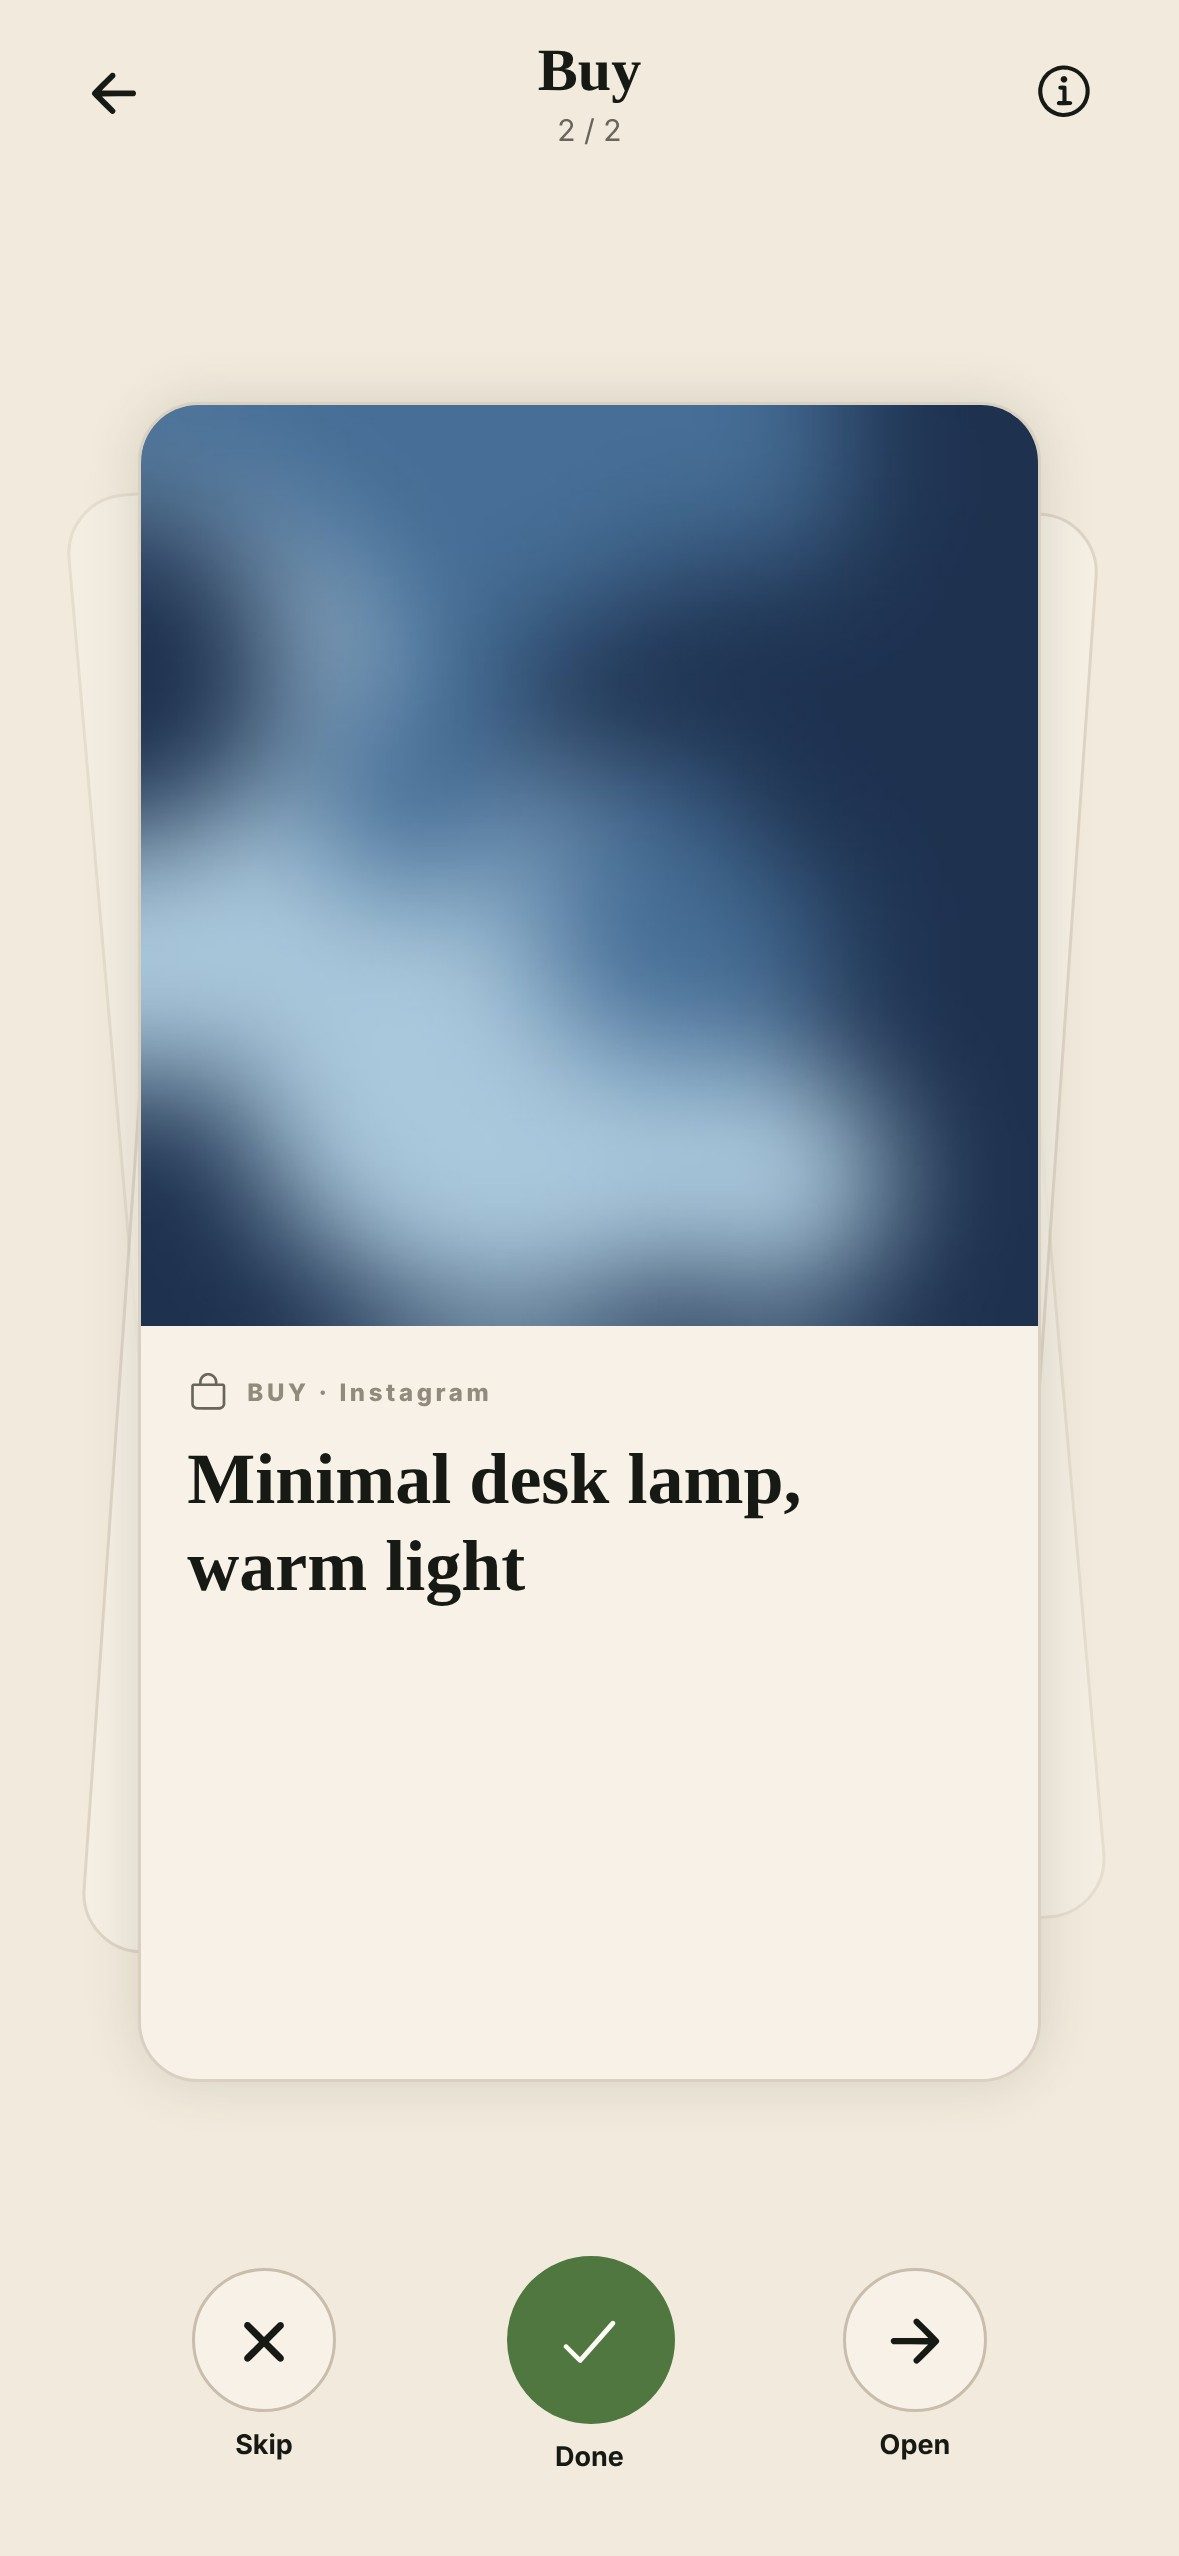 Buy
2 / 2
BUY · Instagram
Minimal desk lamp,
warm light
Skip
Done
Open